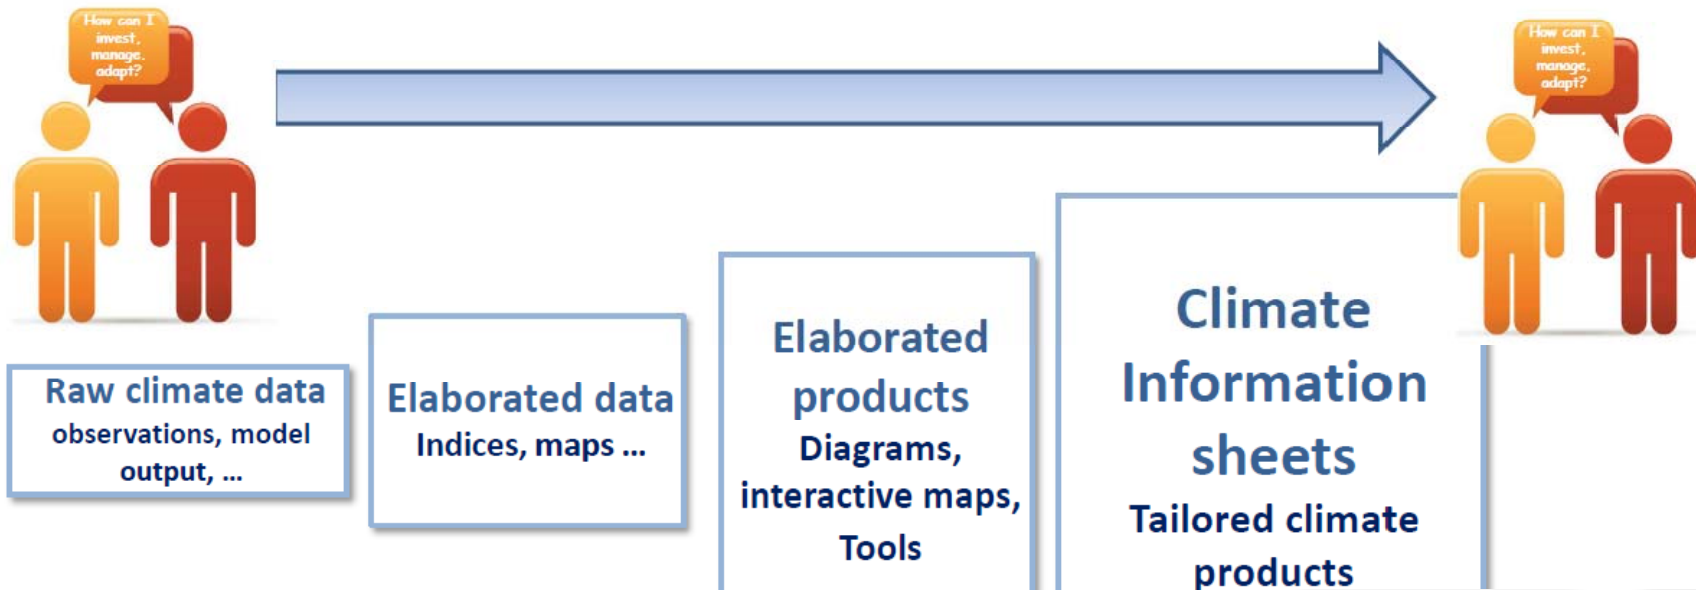 How can I
invest,
manage.
adapt?
How can I
invest,
manage,
adapt?
Raw climate data
observations, model
output, ...
Elaborated data
Indices, maps ...
Elaborated
products
Diagrams,
interactive maps,
Tools
Climate
Information
sheets
Tailored climate
products